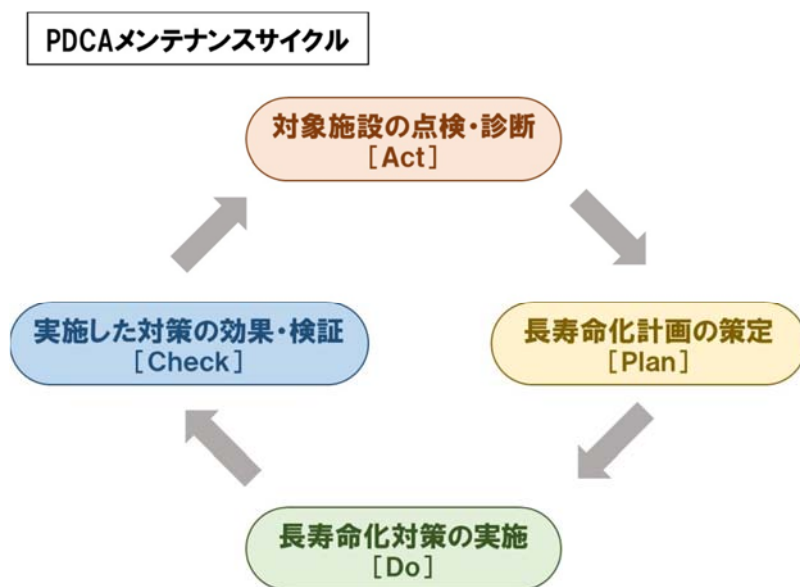 PDCAメンテナンスサイクル
対象施設の点検・診断
[Act]
実施した対策の効果・検証
[Check]
長寿命化計画の策定
[Plan]
長寿命化対策の実施
[Do]